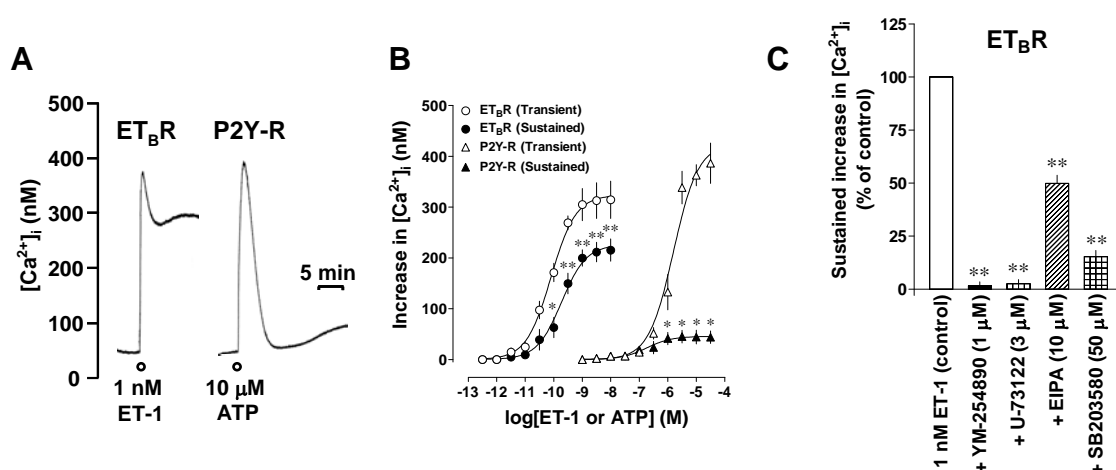 A
500
400
300
200
100
0
[Ca²⁺]ᵢ (nM)
ET_BR
P2Y-R
5 min
1 nM
ET-1
10 μM
ATP
B
500
400
300
200
100
0
Increase in [Ca²⁺]ᵢ (nM)
ET_BR (Transient)
ET_BR (Sustained)
P2Y-R (Transient)
P2Y-R (Sustained)
* ** ** ** **
* * * *
-13 -12 -11 -10 -9 -8 -7 -6 -5 -4
log[ET-1 or ATP] (M)
C
ET_BR
125
100
75
50
25
0
Sustained increase in [Ca²⁺]ᵢ
(% of control)
** ** ** **
1 nM ET-1 (control)
+ YM-254890 (1 μM)
+ U-73122 (3 μM)
+ EIPA (10 μM)
+ SB203580 (50 μM)